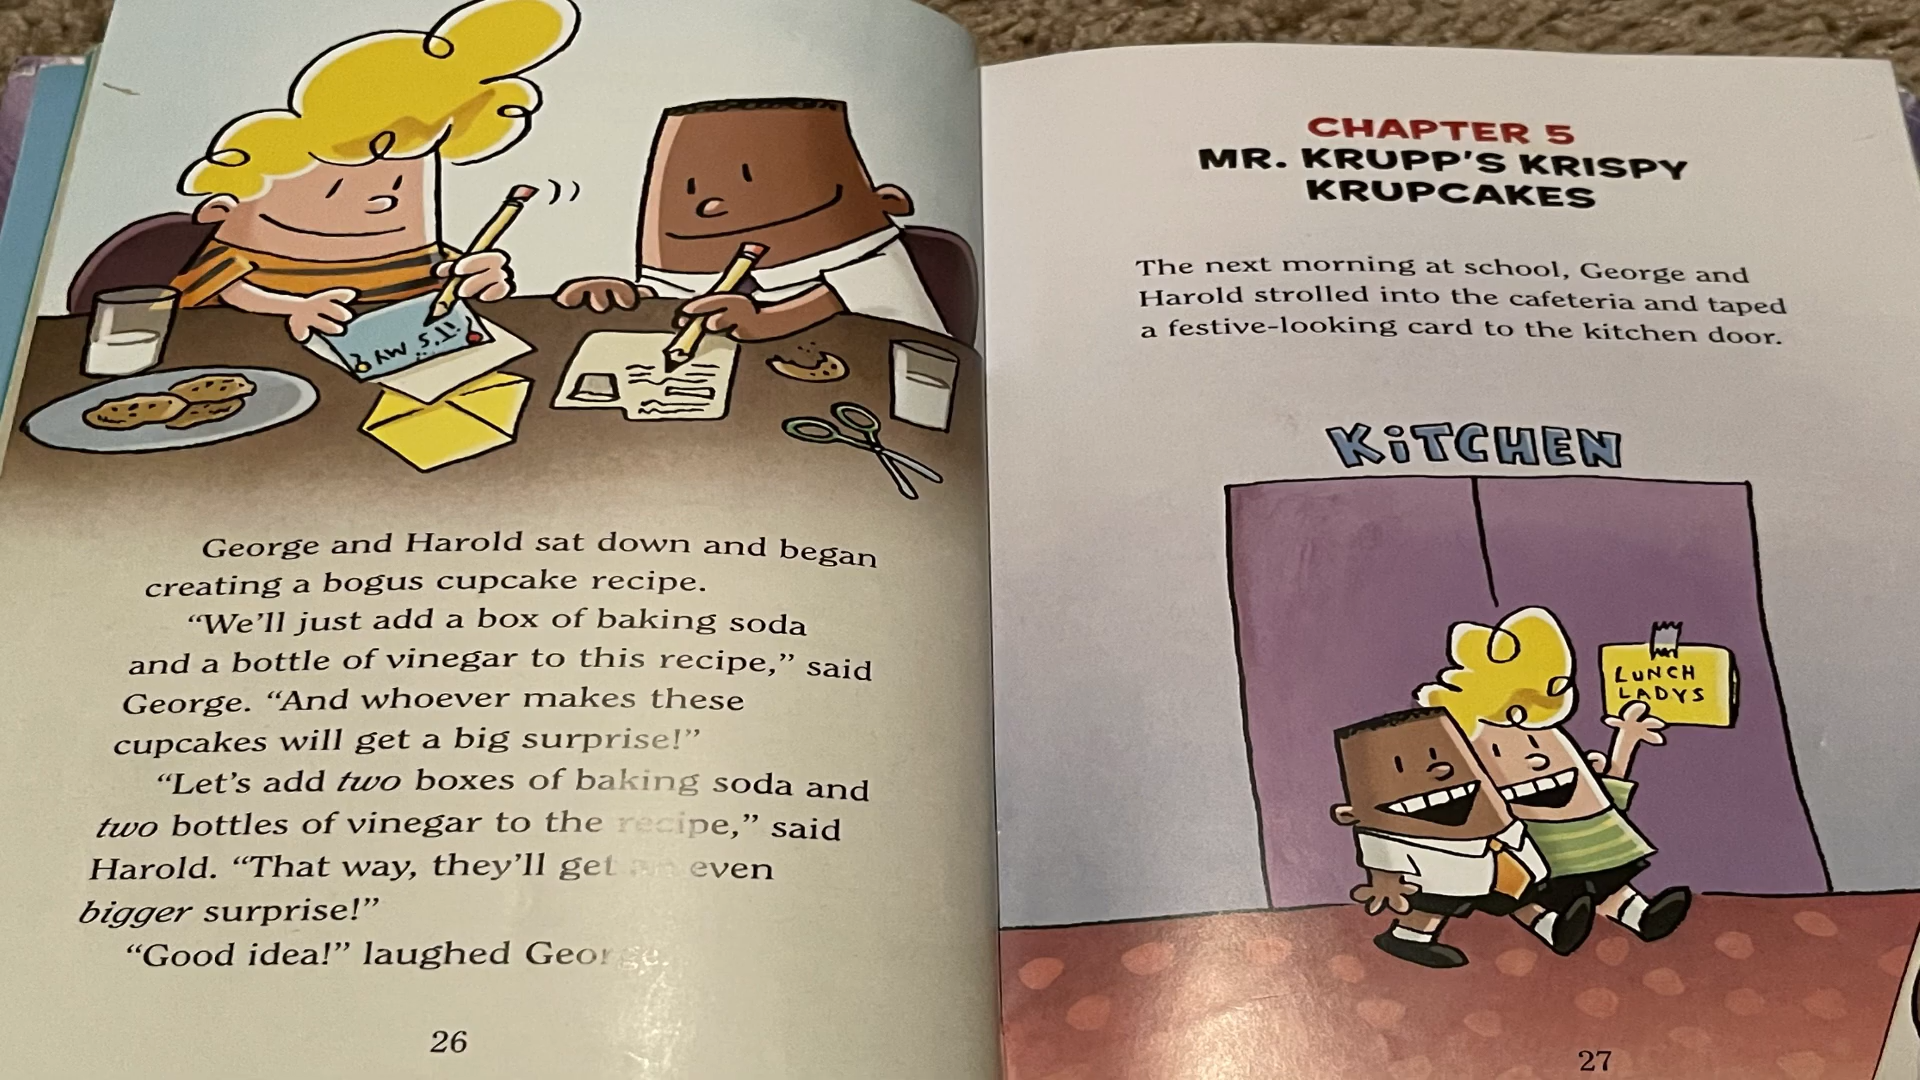 George and Harold sat down and began
creating a bogus cupcake recipe.
“We’ll just add a box of baking soda
and a bottle of vinegar to this recipe,” said
George. “And whoever makes these
cupcakes will get a big surprise!”
“Let’s add two boxes of baking soda and
two bottles of vinegar to the recipe,” said
Harold. “That way, they’ll get an even
bigger surprise!”
“Good idea!” laughed George.
26
CHAPTER 5
MR. KRUPP’S KRISPY
KRUPCAKES
The next morning at school, George and
Harold strolled into the cafeteria and taped
a festive-looking card to the kitchen door.
KiTCHEN
LUNCH
LADYS
27